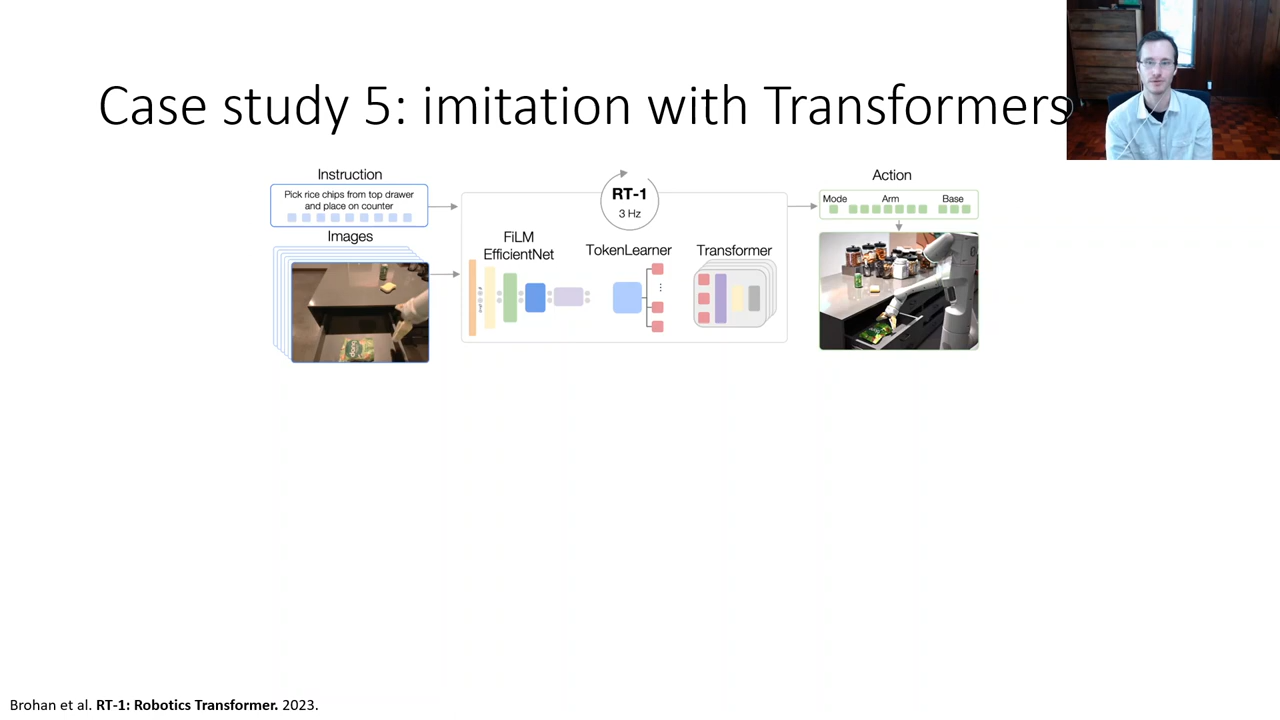 Case study 5: imitation with Transformers
Instruction
Pick rice chips from top drawer
and place on counter
Images
RT-1
3 Hz
FiLM
EfficientNet
TokenLearner
Transformer
Action
Mode
Arm
Base
Brohan et al. RT-1: Robotics Transformer. 2023.